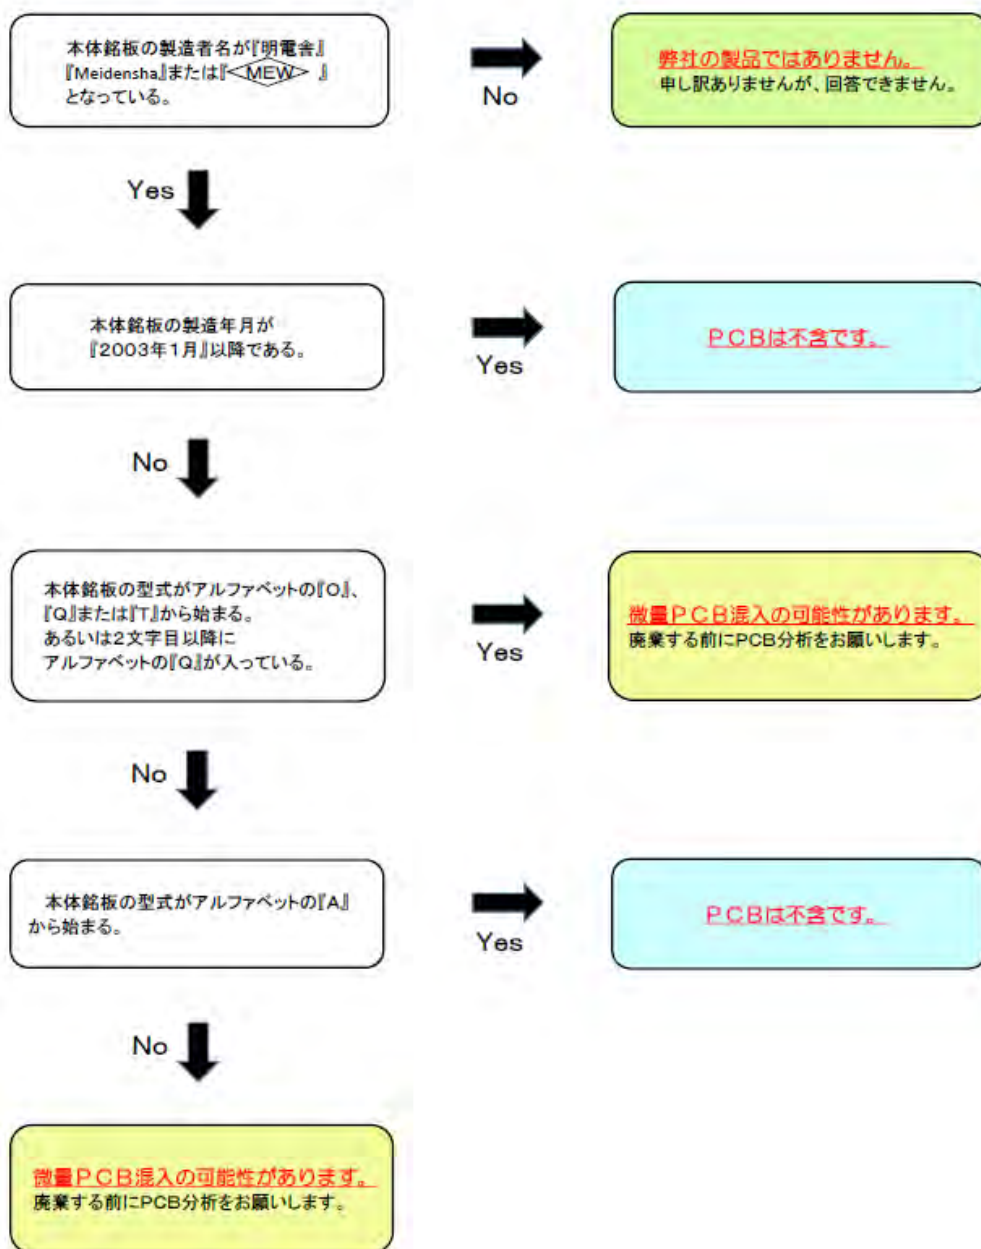 本体銘板の製造者名が『明電舎』
『Meidensha』または『<MEW> 』
となっている。
No
弊社の製品ではありません。
申し訳ありませんが、回答できません。
Yes
本体銘板の製造年月が
『2003年1月』以降である。
Yes
PCBは不含です。
No
本体銘板の型式がアルファベットの『O』、
『Q』または『T』から始まる。
あるいは2文字目以降に
アルファベットの『Q』が入っている。
Yes
微量PCB混入の可能性があります。
廃棄する前にPCB分析をお願いします。
No
本体銘板の型式がアルファベットの『A』
から始まる。
Yes
PCBは不含です。
No
微量PCB混入の可能性があります。
廃棄する前にPCB分析をお願いします。